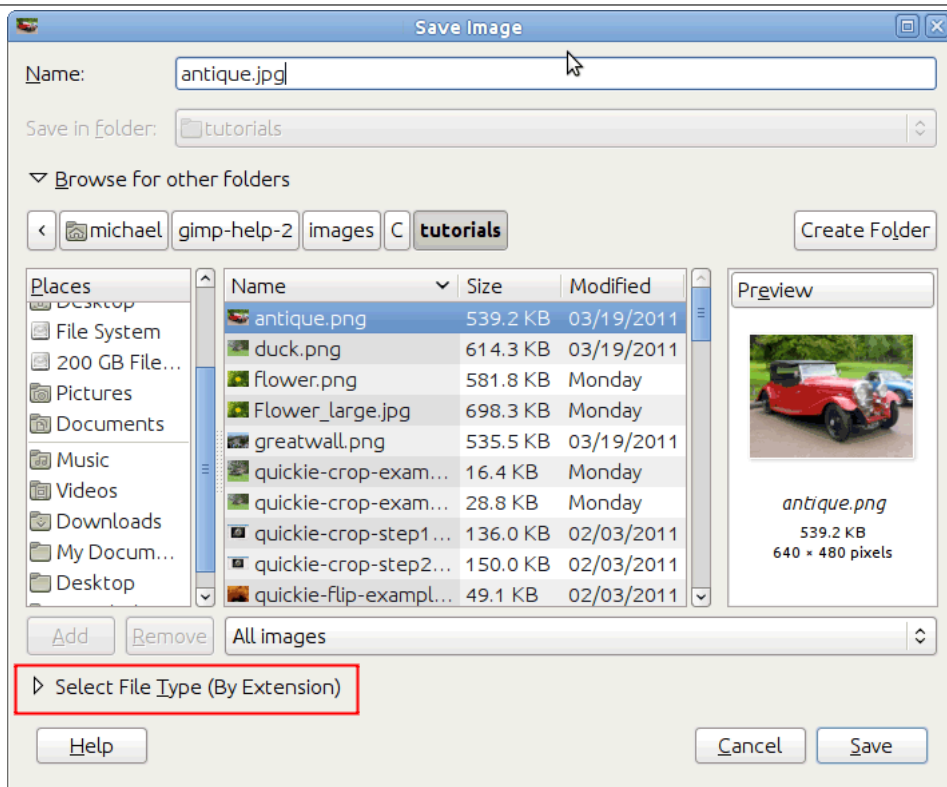 Save Image
Name: antique.jpg
Save in folder: tutorials
Browse for other folders
michael gimp-help-2 images C tutorials Create Folder
Places Name Size Modified Preview
Desktop antique.png 539.2 KB 03/19/2011
File System duck.png 614.3 KB 03/19/2011
200 GB File... flower.png 581.8 KB Monday
Pictures Flower_large.jpg 698.3 KB Monday
Documents greatwall.png 535.5 KB 03/19/2011
Music quickie-crop-exam... 16.4 KB Monday
Videos quickie-crop-exam... 28.8 KB Monday antique.png
Downloads quickie-crop-step1... 136.0 KB 02/03/2011 539.2 KB
My Docum... quickie-crop-step2... 150.0 KB 02/03/2011 640 × 480 pixels
Desktop quickie-flip-exampl... 49.1 KB 02/03/2011
Add Remove All images
Select File Type (By Extension)
Help Cancel Save